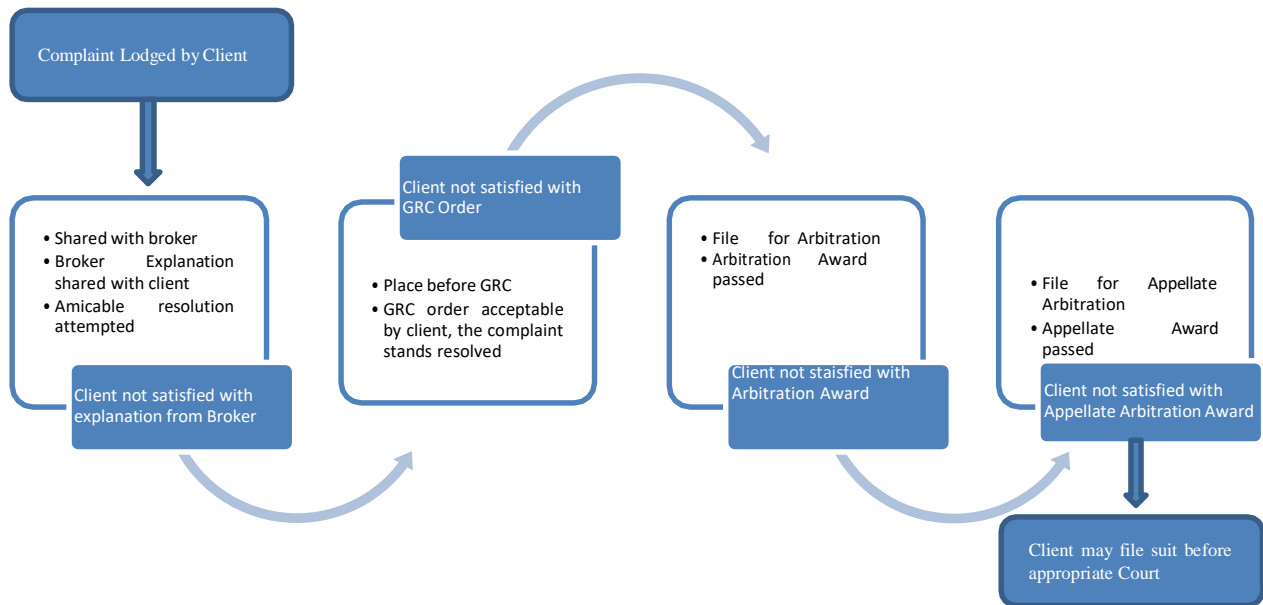 Complaint Lodged by Client
• Shared with broker
• Broker Explanation
shared with client
• Amicable resolution
attempted
Client not satisfied with
explanation from Broker
Client not satisfied with
GRC Order
• Place before GRC
• GRC order acceptable
by client, the complaint
stands resolved
• File for Arbitration
• Arbitration Award
passed
Client not staisfied with
Arbitration Award
• File for Appellate
Arbitration
• Appellate Award
passed
Client not satisfied with
Appellate Arbitration Award
Client may file suit before
appropriate Court